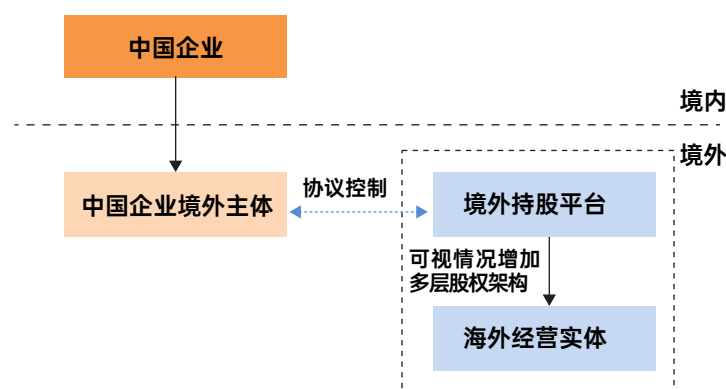 中国企业
境内
境外
中国企业境外主体
协议控制
境外持股平台
可视情况增加
多层股权架构
海外经营实体